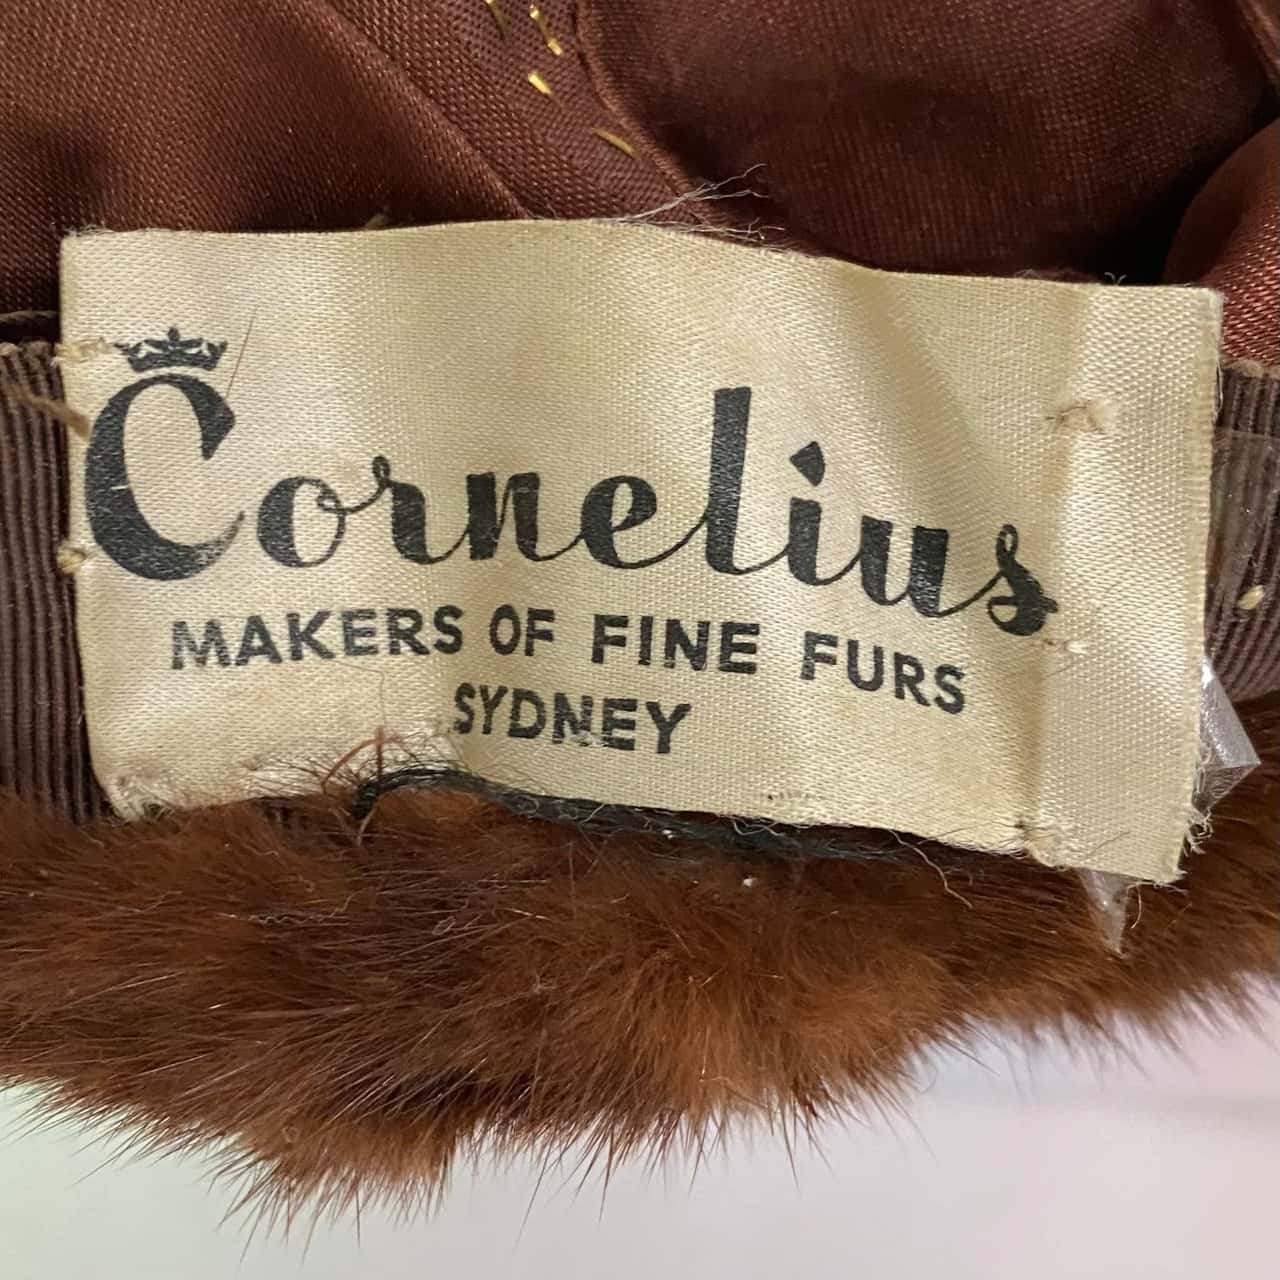 Cornelius
MAKERS OF FINE FURS
SYDNEY